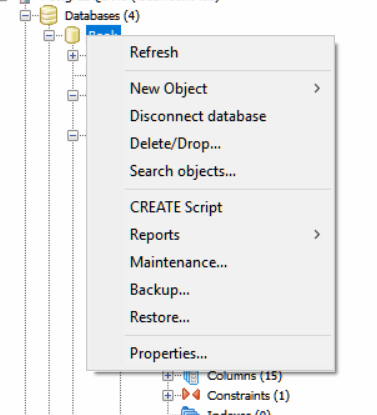 Databases (4)
Refresh
New Object
Disconnect database
Delete/Drop...
Search objects...
CREATE Script
Reports
Maintenance...
Backup...
Restore...
Properties...
Columns (15)
Constraints (1)